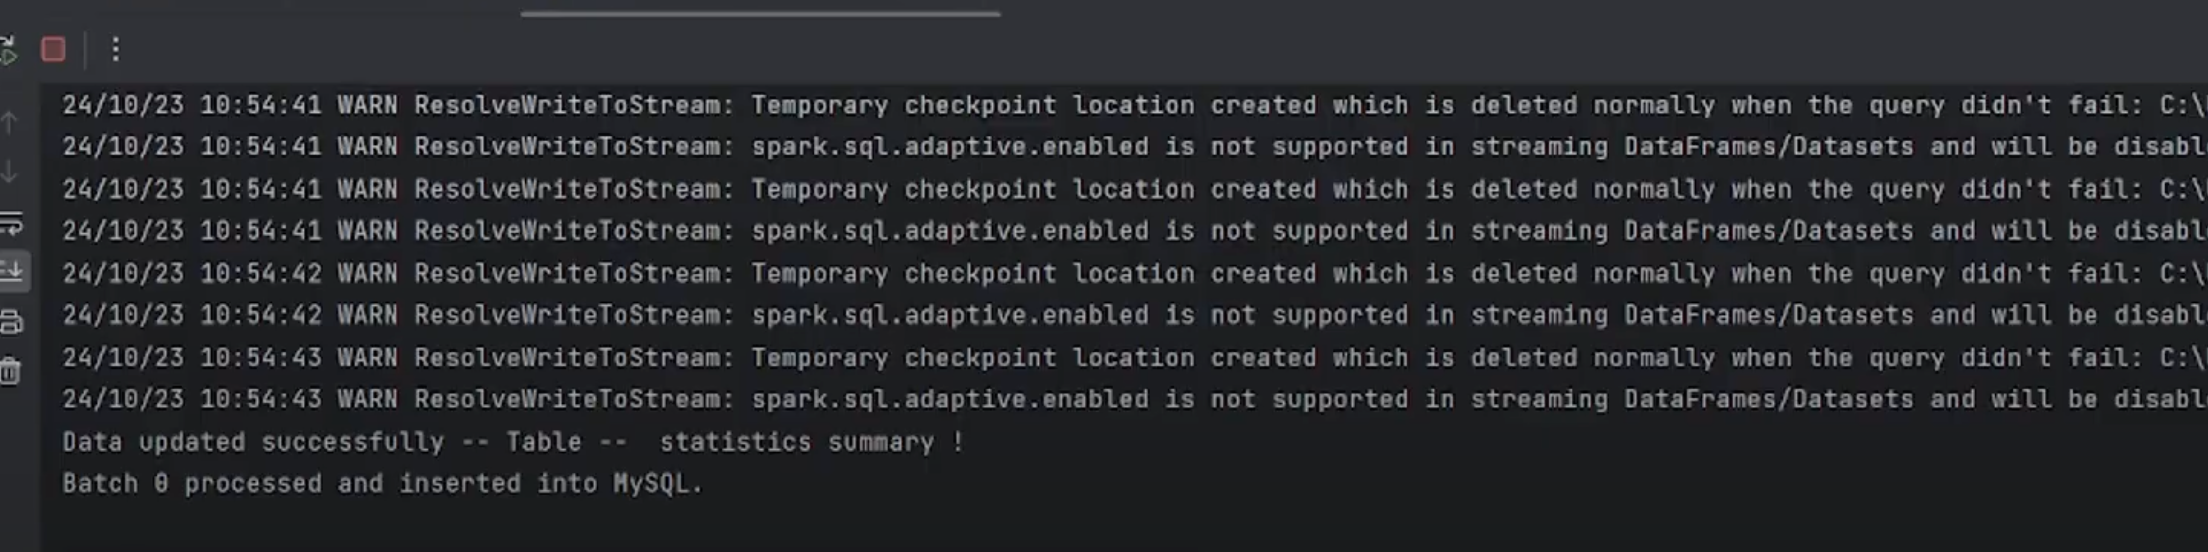 24/10/23 10:54:41 WARN ResolveWriteToStream: Temporary checkpoint location created which is deleted normally when the query didn't fail: C:\
24/10/23 10:54:41 WARN ResolveWriteToStream: spark.sql.adaptive.enabled is not supported in streaming DataFrames/Datasets and will be disabl
24/10/23 10:54:41 WARN ResolveWriteToStream: Temporary checkpoint location created which is deleted normally when the query didn't fail: C:\
24/10/23 10:54:41 WARN ResolveWriteToStream: spark.sql.adaptive.enabled is not supported in streaming DataFrames/Datasets and will be disabl
24/10/23 10:54:42 WARN ResolveWriteToStream: Temporary checkpoint location created which is deleted normally when the query didn't fail: C:\
24/10/23 10:54:42 WARN ResolveWriteToStream: spark.sql.adaptive.enabled is not supported in streaming DataFrames/Datasets and will be disabl
24/10/23 10:54:43 WARN ResolveWriteToStream: Temporary checkpoint location created which is deleted normally when the query didn't fail: C:\
24/10/23 10:54:43 WARN ResolveWriteToStream: spark.sql.adaptive.enabled is not supported in streaming DataFrames/Datasets and will be disabl
Data updated successfully -- Table --  statistics summary !
Batch 0 processed and inserted into MySQL.